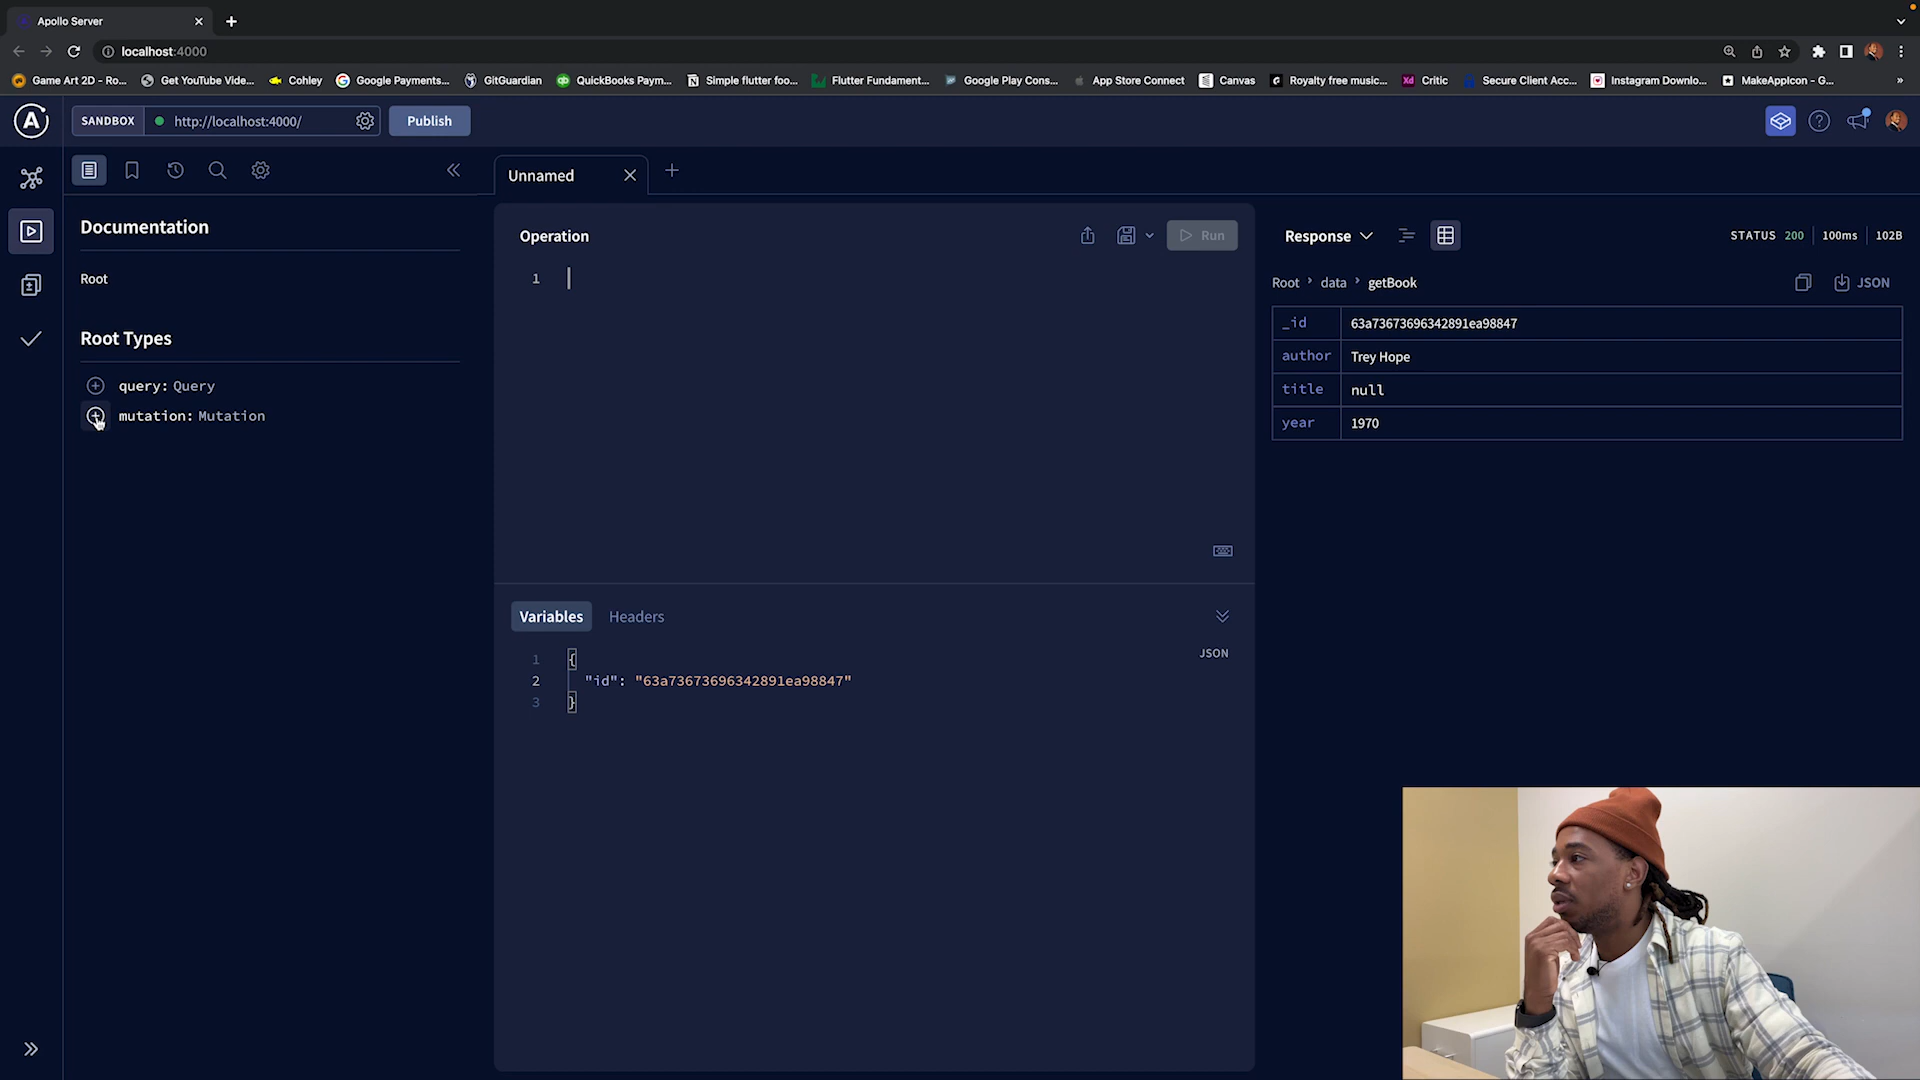 Apollo Server
localhost:4000
Game Art 2D - Ro...
Get YouTube Vide...
Cohley
Google Payments...
GitGuardian
QuickBooks Paym...
Simple flutter foo...
Flutter Fundament...
Google Play Cons...
App Store Connect
Canvas
Royalty free music...
Xd Critic
Secure Client Acc...
Instagram Downlo...
MakeAppIcon - G...
SANDBOX
http://localhost:4000/
Publish
Documentation
Root
Root Types
query: Query
mutation: Mutation
Unnamed
Operation
Run
1
Variables
Headers
JSON
1 {
2 "id": "63a73673696342891ea98847"
3 }
Response
STATUS 200
100ms
102B
Root › data › getBook
JSON
_id 63a73673696342891ea98847
author Trey Hope
title null
year 1970